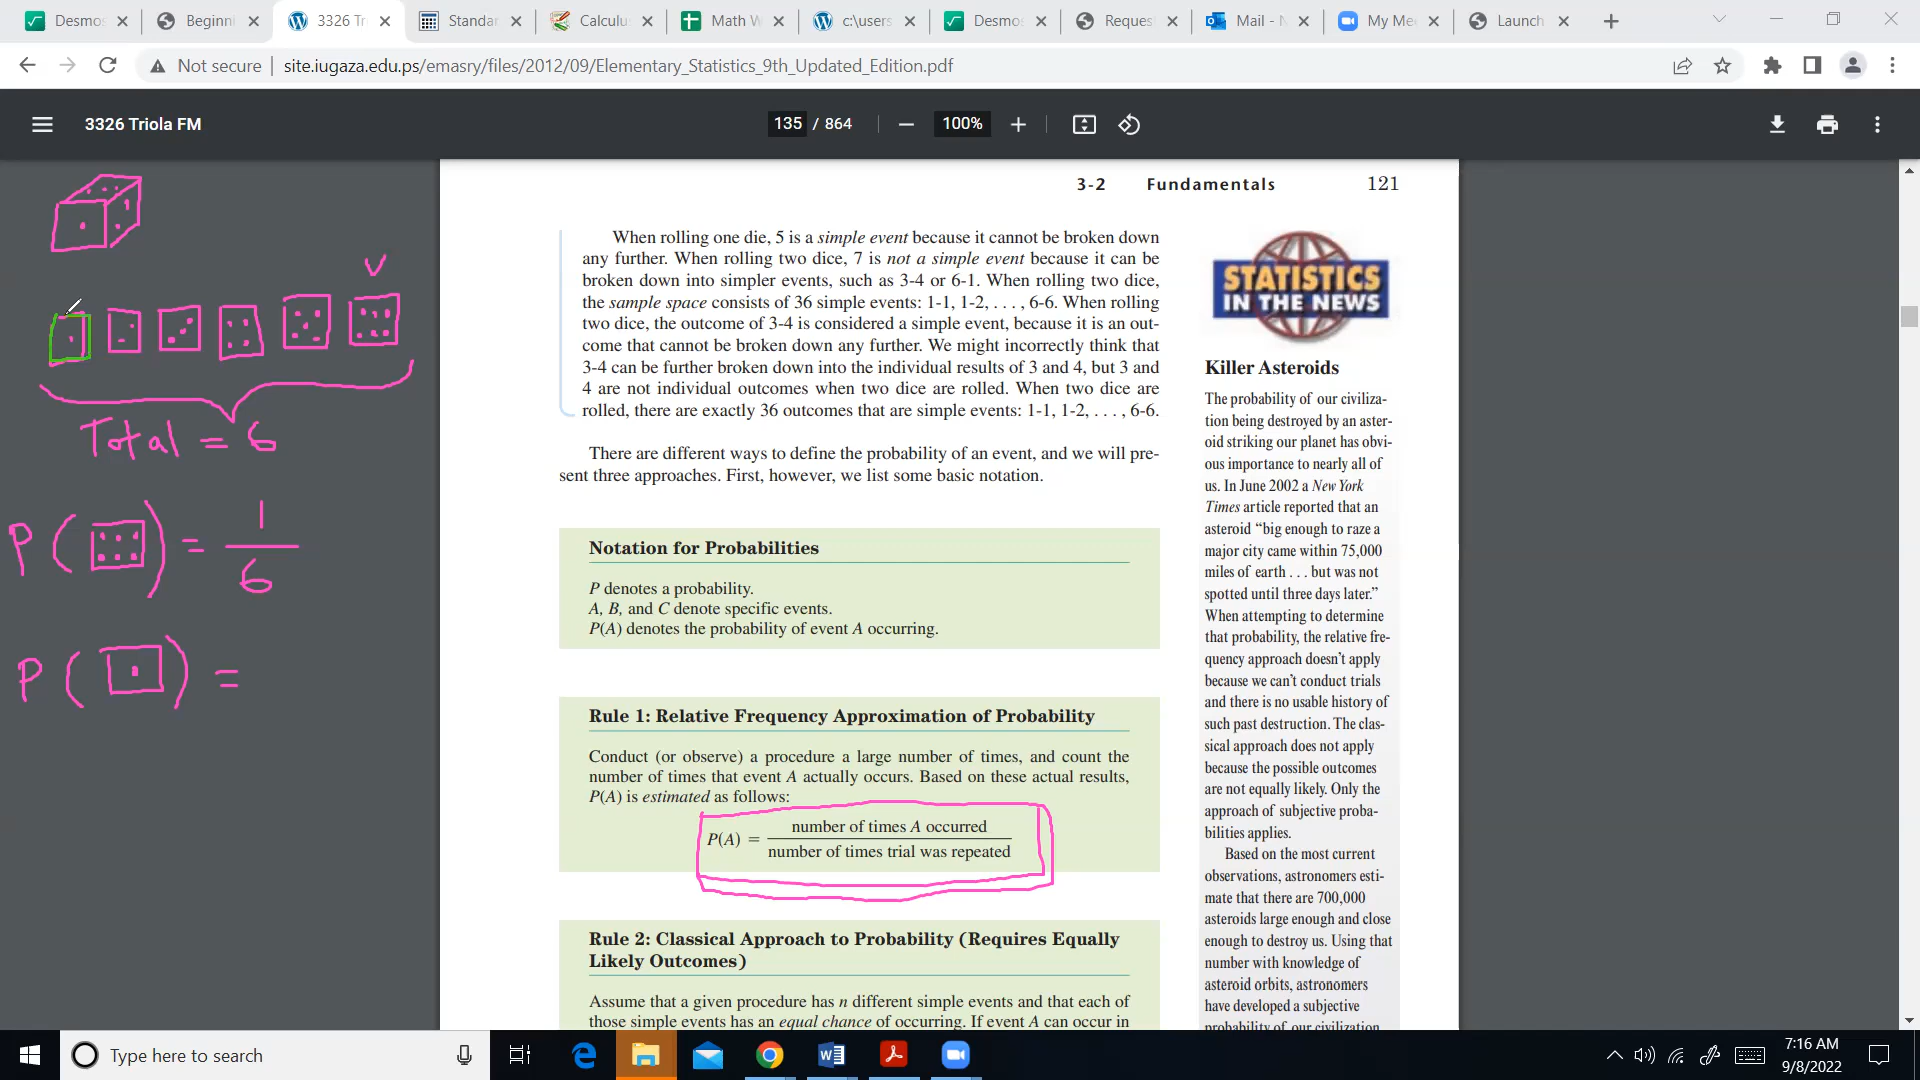 Desmos
Beginni
3326 Tr
Standar
Calculu
Math W
c:\users
Desmos
Reques
Mail - N
My Me
Launch
Not secure
site.iugaza.edu.ps/emasry/files/2012/09/Elementary_Statistics_9th_Updated_Edition.pdf
3326 Triola FM
135 / 864
100%
Total = 6
P ( ) = 1/6
P ( ) =
3-2 Fundamentals 121
When rolling one die, 5 is a simple event because it cannot be broken down
any further. When rolling two dice, 7 is not a simple event because it can be
broken down into simpler events, such as 3-4 or 6-1. When rolling two dice,
the sample space consists of 36 simple events: 1-1, 1-2, . . . , 6-6. When rolling
two dice, the outcome of 3-4 is considered a simple event, because it is an out-
come that cannot be broken down any further. We might incorrectly think that
3-4 can be further broken down into the individual results of 3 and 4, but 3 and
4 are not individual outcomes when two dice are rolled. When two dice are
rolled, there are exactly 36 outcomes that are simple events: 1-1, 1-2, . . . , 6-6.
There are different ways to define the probability of an event, and we will pre-
sent three approaches. First, however, we list some basic notation.
Notation for Probabilities
P denotes a probability.
A, B, and C denote specific events.
P(A) denotes the probability of event A occurring.
Rule 1: Relative Frequency Approximation of Probability
Conduct (or observe) a procedure a large number of times, and count the
number of times that event A actually occurs. Based on these actual results,
P(A) is estimated as follows:
number of times A occurred
P(A) =
number of times trial was repeated
Rule 2: Classical Approach to Probability (Requires Equally
Likely Outcomes)
Assume that a given procedure has n different simple events and that each of
those simple events has an equal chance of occurring. If event A can occur in
STATISTICS
IN THE NEWS
Killer Asteroids
The probability of our civiliza-
tion being destroyed by an aster-
oid striking our planet has obvi-
ous importance to nearly all of
us. In June 2002 a New York
Times article reported that an
asteroid “big enough to raze a
major city came within 75,000
miles of earth . . . but was not
spotted until three days later.”
When attempting to determine
that probability, the relative fre-
quency approach doesn’t apply
because we can’t conduct trials
and there is no usable history of
such past destruction. The clas-
sical approach does not apply
because the possible outcomes
are not equally likely. Only the
approach of subjective proba-
bilities applies.
Based on the most current
observations, astronomers esti-
mate that there are 700,000
asteroids large enough and close
enough to destroy us. Using that
number with knowledge of
asteroid orbits, astronomers
have developed a subjective
probability of our civilization
Type here to search
7:16 AM
9/8/2022